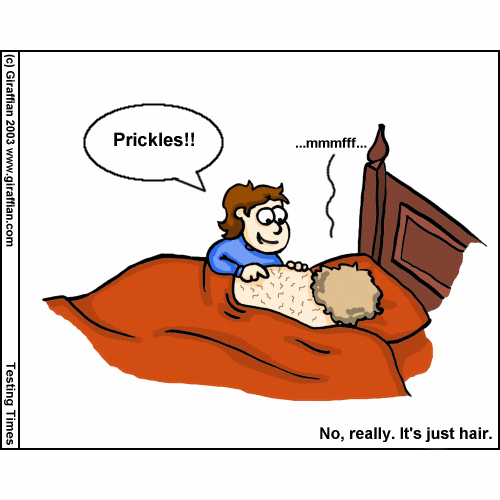 Prickles!!
...mmmfff...
No, really. It's just hair.
(c) Giraffian 2003 www.giraffian.com
Testing Times